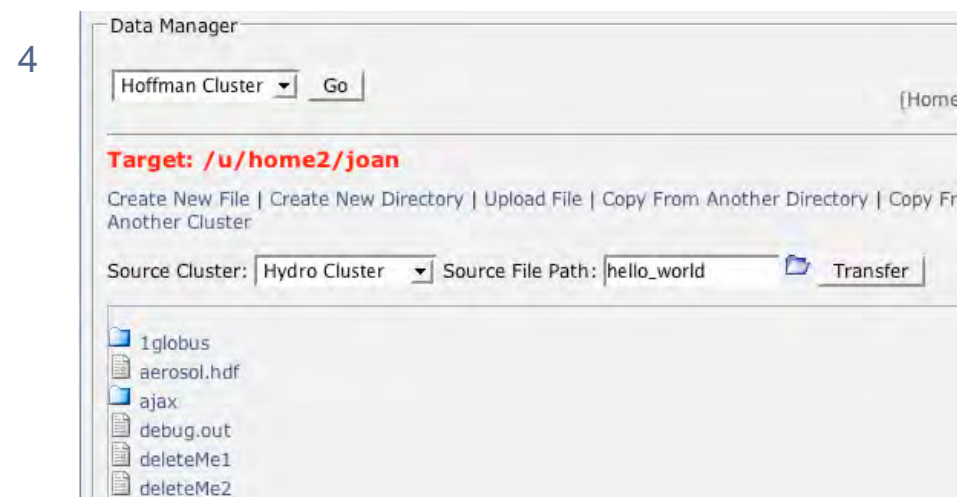 4
Data Manager
Hoffman Cluster Go
[Home
Target: /u/home2/joan
Create New File | Create New Directory | Upload File | Copy From Another Directory | Copy Fr
Another Cluster
Source Cluster: Hydro Cluster Source File Path: hello_world Transfer
1globus
aerosol.hdf
ajax
debug.out
deleteMe1
deleteMe2